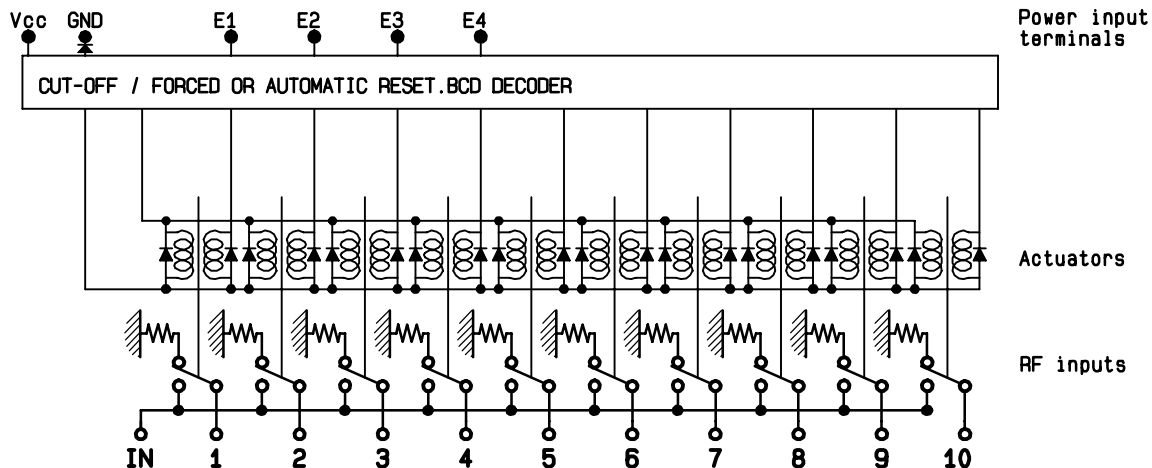 Vcc GND E1 E2 E3 E4 Power input
terminals
CUT-OFF / FORCED OR AUTOMATIC RESET.BCD DECODER
Actuators
RF inputs
IN 1 2 3 4 5 6 7 8 9 10